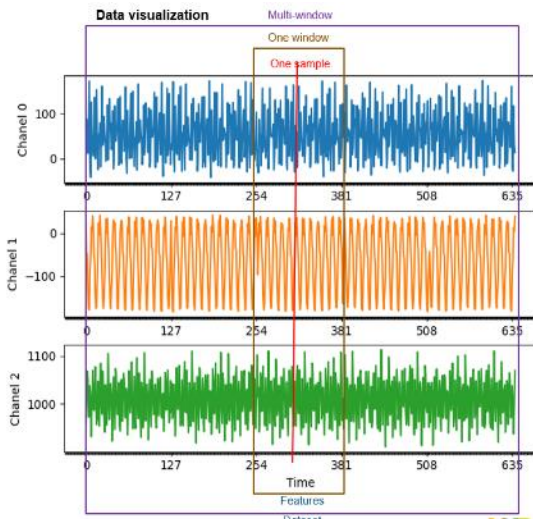 Data visualization
Multi-window
One window
One sample
Chanel 0
100
0
0 127 254 381 508 635
Chanel 1
0
−100
0 127 254 381 508 635
Chanel 2
1100
1000
0 127 254 381 508 635
Time
Features
Dataset